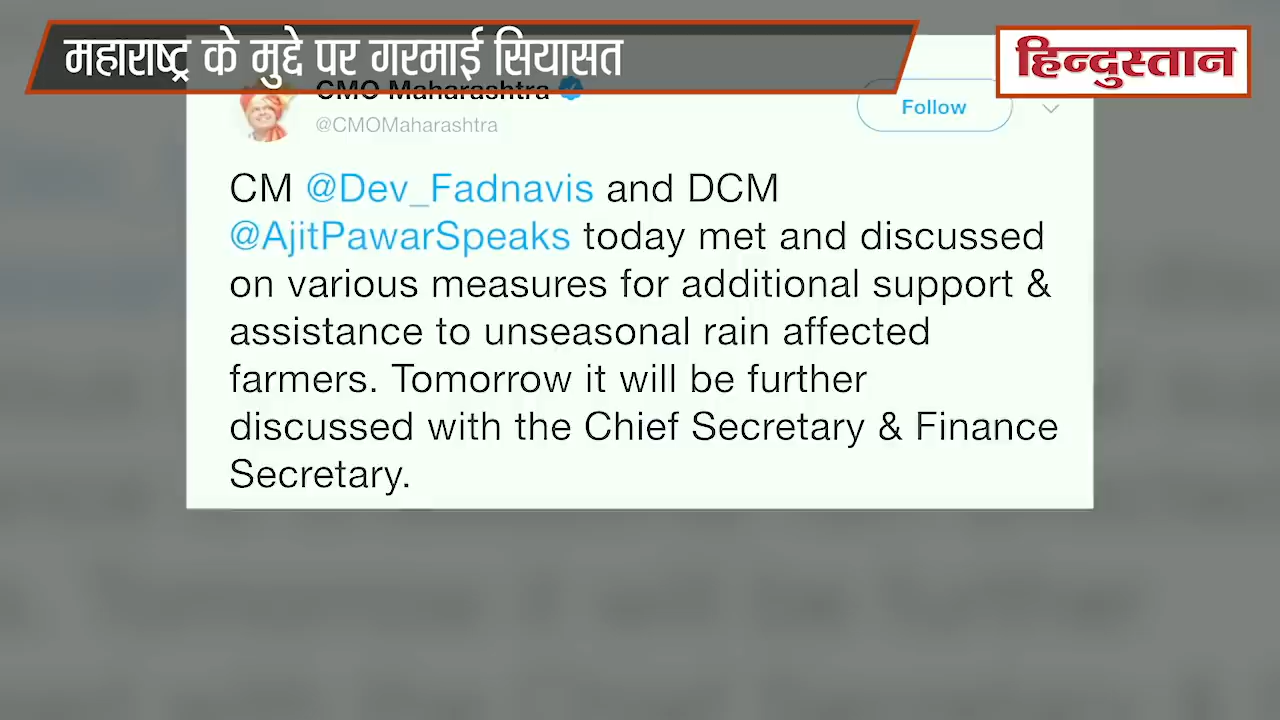 महाराष्ट्र के मुद्दे पर गरमाई सियासत
हिन्दुस्तान
CMO Maharashtra
@CMOMaharashtra
Follow
CM @Dev_Fadnavis and DCM
@AjitPawarSpeaks today met and discussed
on various measures for additional support &
assistance to unseasonal rain affected
farmers. Tomorrow it will be further
discussed with the Chief Secretary & Finance
Secretary.